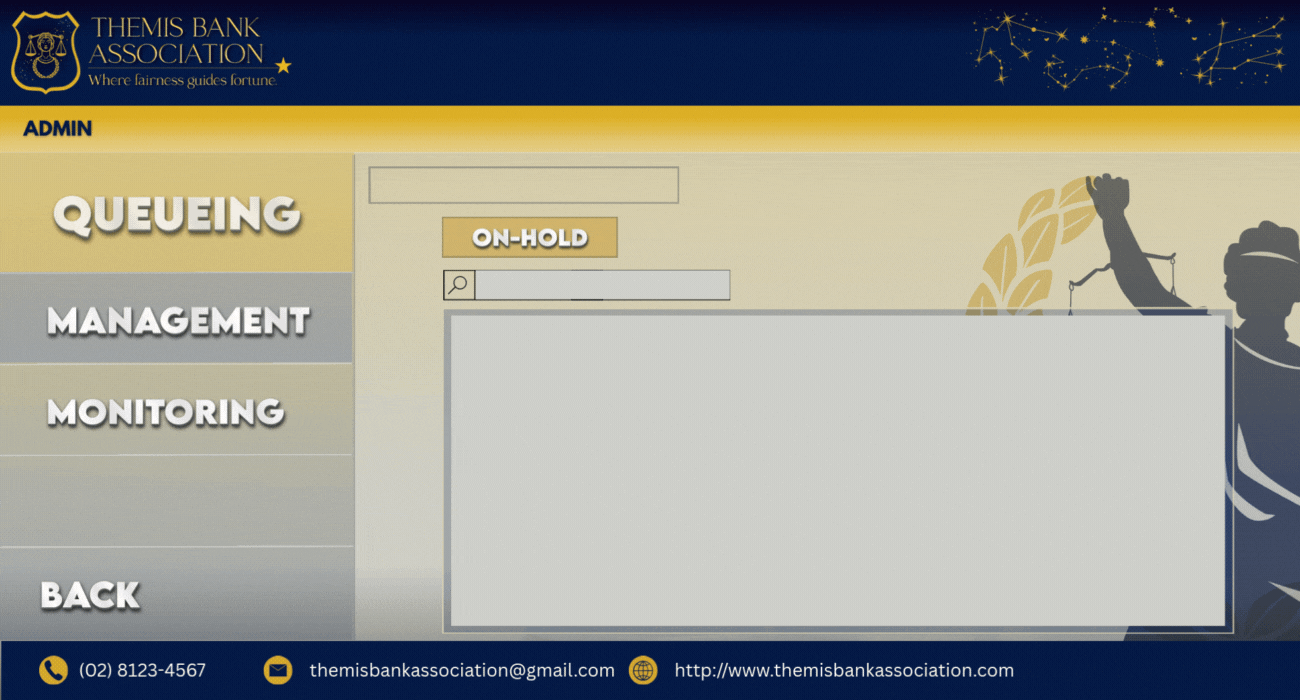 THEMIS BANK
ASSOCIATION
Where fairness guides fortune.
ADMIN
QUEUEING
ON-HOLD
MANAGEMENT
MONITORING
BACK
(02) 8123-4567
themisbankassociation@gmail.com
http://www.themisbankassociation.com